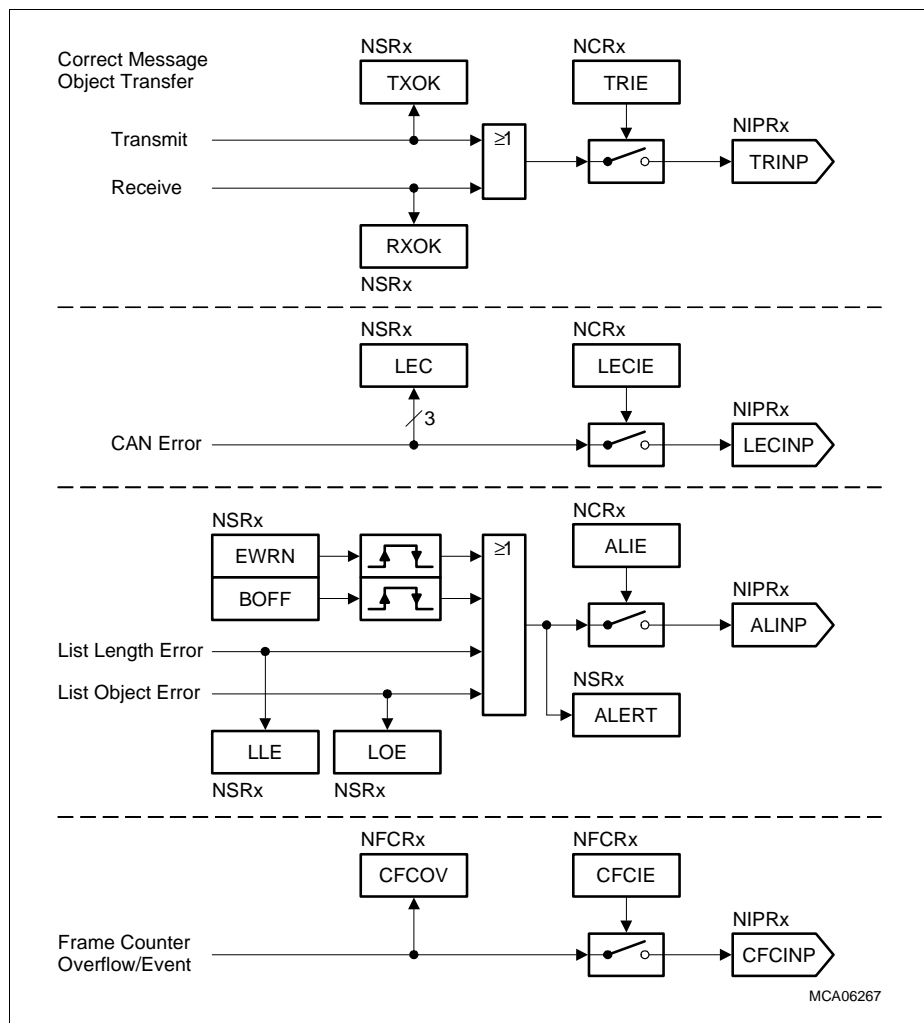 Correct Message
Object Transfer
NSRx
TXOK
NCRx
TRIE
Transmit
≥1
NIPRx
TRINP
Receive
RXOK
NSRx
NSRx
LEC
NCRx
LECIE
3
NIPRx
CAN Error
LECINP
NSRx
EWRN
BOFF
≥1
NCRx
ALIE
NIPRx
ALINP
List Length Error
List Object Error
NSRx
ALERT
LLE
NSRx
LOE
NSRx
NFCRx
CFCOV
NFCRx
CFCIE
NIPRx
Frame Counter
Overflow/Event
CFCINP
MCA06267